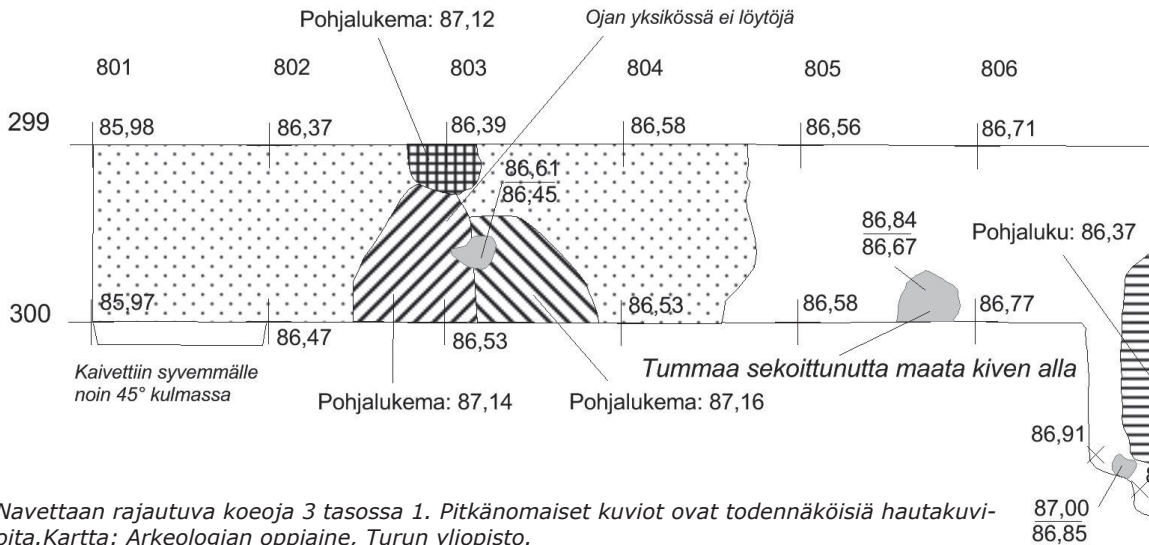 Pohjalukema: 87,12
Ojan yksikössä ei löytöjä
801 802 803 804 805 806
299 85,98 86,37 86,39 86,58 86,56 86,71
86,61
86,45
86,84
86,67
Pohjaluku: 86,37
300 85,97 86,47 86,53 86,53 86,58 86,77
Kaivettiin syvemmälle
noin 45° kulmassa
Tummaa sekoittunutta maata kiven alla
Pohjalukema: 87,14
Pohjalukema: 87,16
86,91
87,00
86,85
Navettaan rajautuva koeoja 3 tasossa 1. Pitkänomaiset kuviot ovat todennäköisiä hautakuvi-
oita.Kartta: Arkeologian oppiaine, Turun yliopisto.